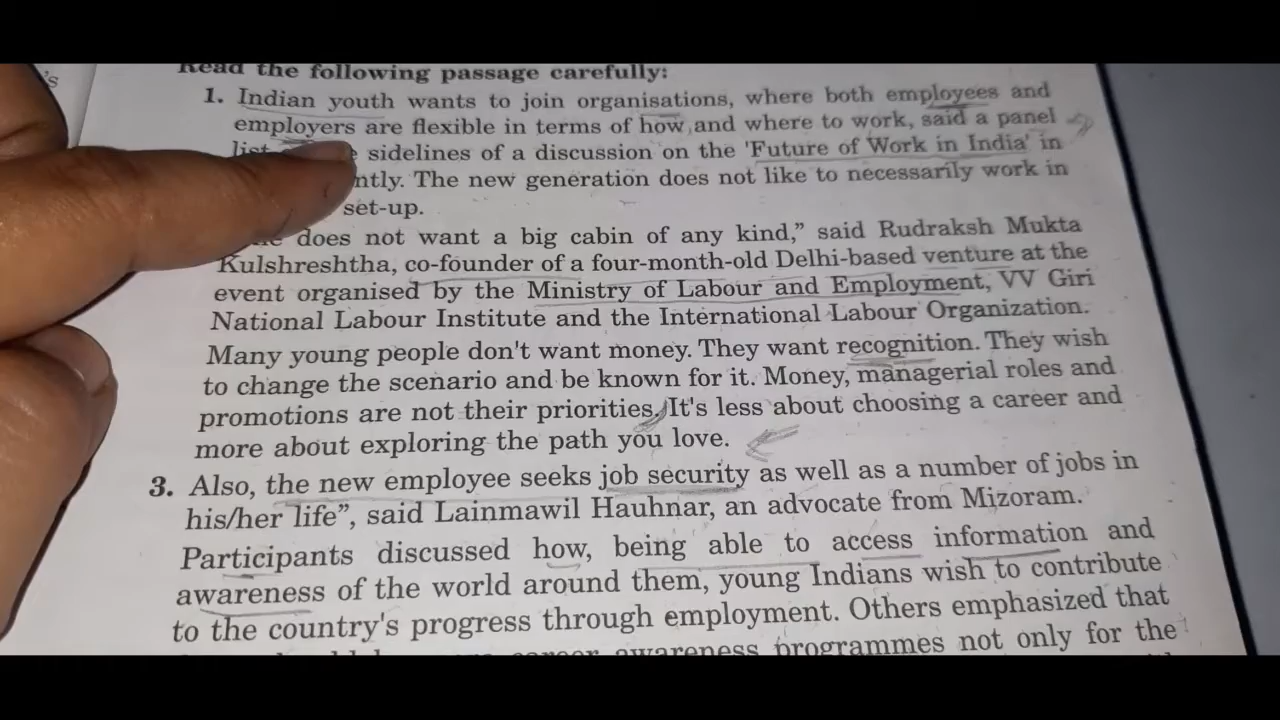 's
Read the following passage carefully:
1. Indian youth wants to join organisations, where both employees and
employers are flexible in terms of how and where to work, said a panel
list sidelines of a discussion on the 'Future of Work in India' in
ntly. The new generation does not like to necessarily work in
set-up.
does not want a big cabin of any kind,” said Rudraksh Mukta
Kulshreshtha, co-founder of a four-month-old Delhi-based venture at the
event organised by the Ministry of Labour and Employment, VV Giri
National Labour Institute and the International Labour Organization.
Many young people don't want money. They want recognition. They wish
to change the scenario and be known for it. Money, managerial roles and
promotions are not their priorities. It's less about choosing a career and
more about exploring the path you love.
3. Also, the new employee seeks job security as well as a number of jobs in
his/her life”, said Lainmawil Hauhnar, an advocate from Mizoram.
Participants discussed how, being able to access information and
awareness of the world around them, young Indians wish to contribute
to the country's progress through employment. Others emphasized that
career awareness programmes not only for the